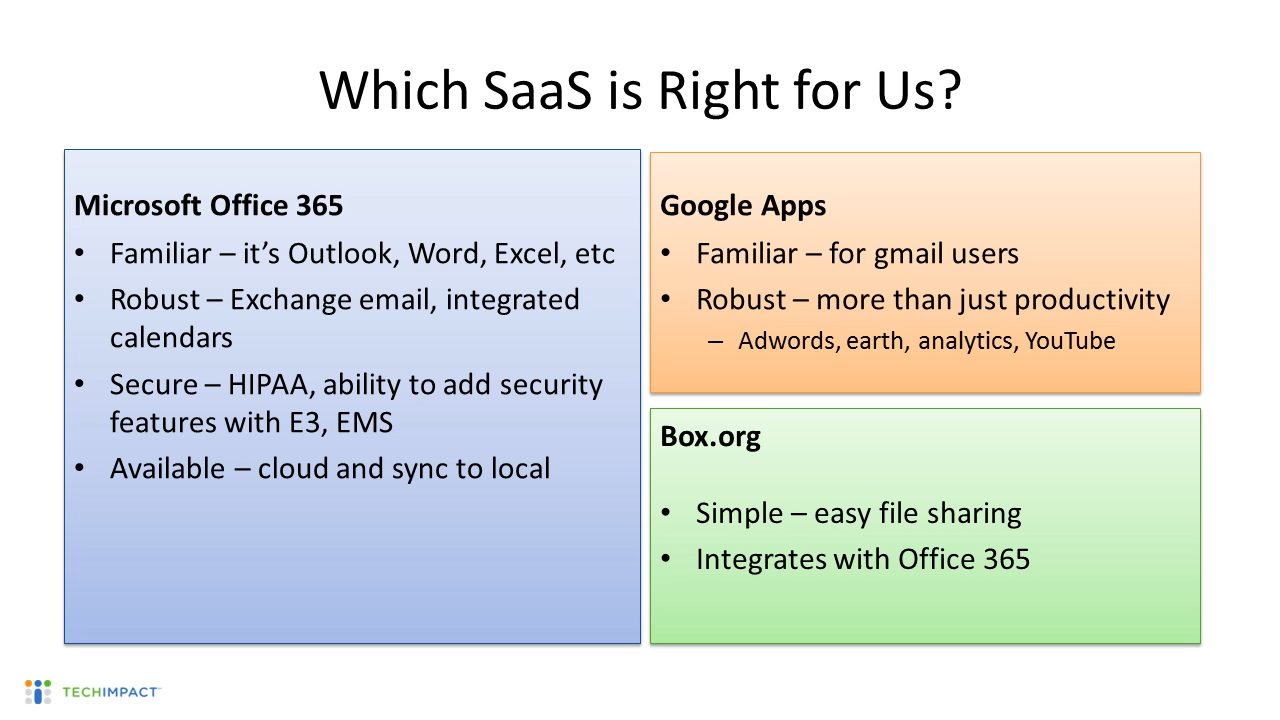 Which SaaS is Right for Us?
Microsoft Office 365
• Familiar – it’s Outlook, Word, Excel, etc
• Robust – Exchange email, integrated
calendars
• Secure – HIPAA, ability to add security
features with E3, EMS
• Available – cloud and sync to local
Google Apps
• Familiar – for gmail users
• Robust – more than just productivity
– Adwords, earth, analytics, YouTube
Box.org
• Simple – easy file sharing
• Integrates with Office 365
TECHIMPACT